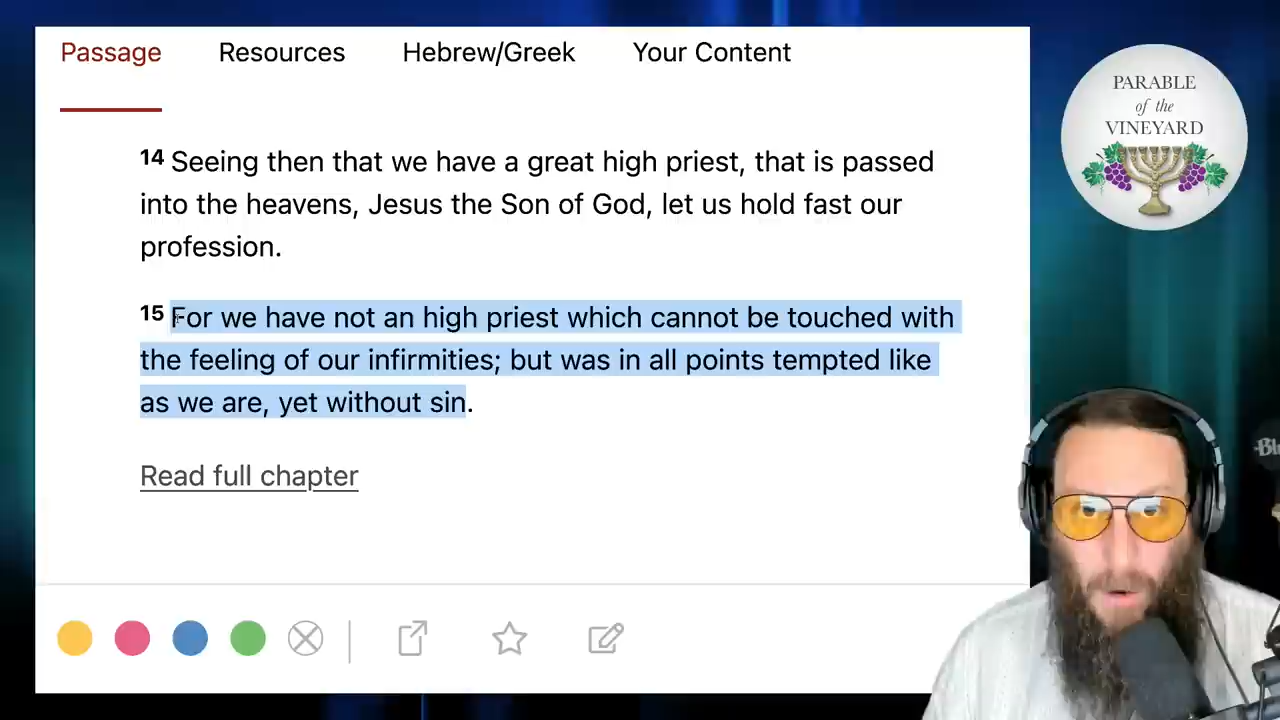 Passage Resources Hebrew/Greek Your Content
PARABLE
of the
VINEYARD
14 Seeing then that we have a great high priest, that is passed
into the heavens, Jesus the Son of God, let us hold fast our
profession.
15 For we have not an high priest which cannot be touched with
the feeling of our infirmities; but was in all points tempted like
as we are, yet without sin.
Read full chapter